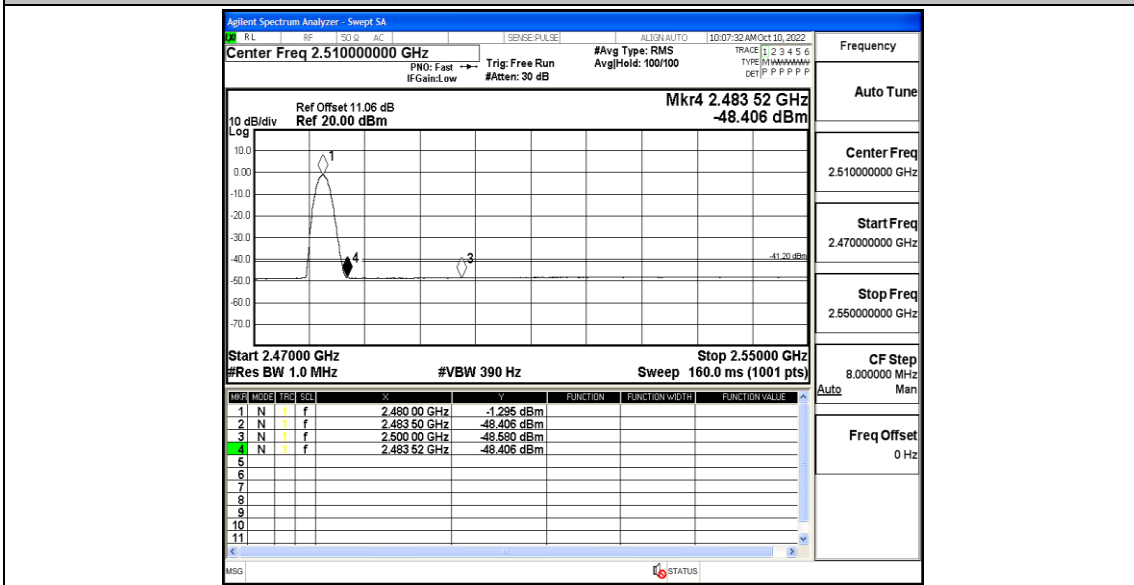 Agilent Spectrum Analyzer - Swept SA
LXI RL RF 50 Ω AC SENSE:PULSE ALIGN AUTO 10:07:32 AM Oct 10, 2022
Center Freq 2.510000000 GHz #Avg Type: RMS TRACE 1 2 3 4 5 6
PNO: Fast Trig: Free Run Avg|Hold: 100/100 TYPE M WWWWW
IFGain:Low #Atten: 30 dB DET P P P P P P
Mkr4 2.483 52 GHz
Ref Offset 11.06 dB
10 dB/div Ref 20.00 dBm -48.406 dBm
Log
10.0
0.00
-10.0
-20.0
-30.0
-40.0
-50.0
-60.0
-70.0
1
4
3
-41.20 dBm
Start 2.47000 GHz Stop 2.55000 GHz
#Res BW 1.0 MHz #VBW 390 Hz Sweep 160.0 ms (1001 pts)
MKR MODE TRC SCL X Y FUNCTION FUNCTION WIDTH FUNCTION VALUE
1 N 1 f 2.480 00 GHz -1.295 dBm
2 N 1 f 2.483 50 GHz -48.406 dBm
3 N 1 f 2.500 00 GHz -48.580 dBm
4 N 1 f 2.483 52 GHz -48.406 dBm
5
6
7
8
9
10
11
MSG STATUS
Frequency
Auto Tune
Center Freq
2.510000000 GHz
Start Freq
2.470000000 GHz
Stop Freq
2.550000000 GHz
CF Step
8.000000 MHz
Auto Man
Freq Offset
0 Hz